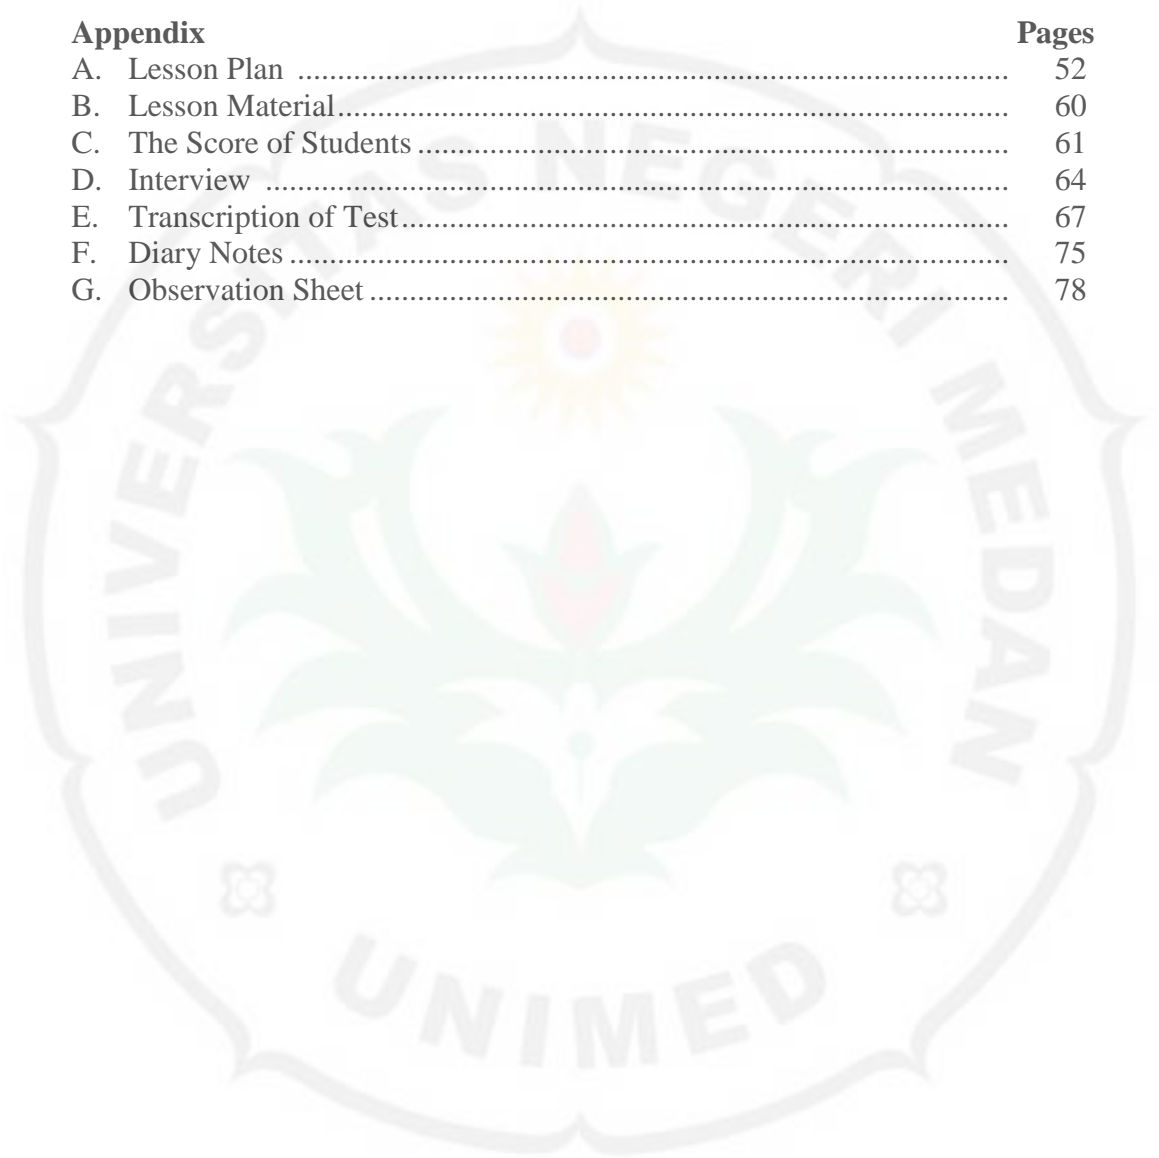 Appendix Pages
A. Lesson Plan ........................................................................................ 52
B. Lesson Material.................................................................................... 60
C. The Score of Students .......................................................................... 61
D. Interview ............................................................................................ 64
E. Transcription of Test............................................................................ 67
F. Diary Notes .......................................................................................... 75
G. Observation Sheet ................................................................................ 78
UNIVERSITAS NEGERI MEDAN
UNIMED